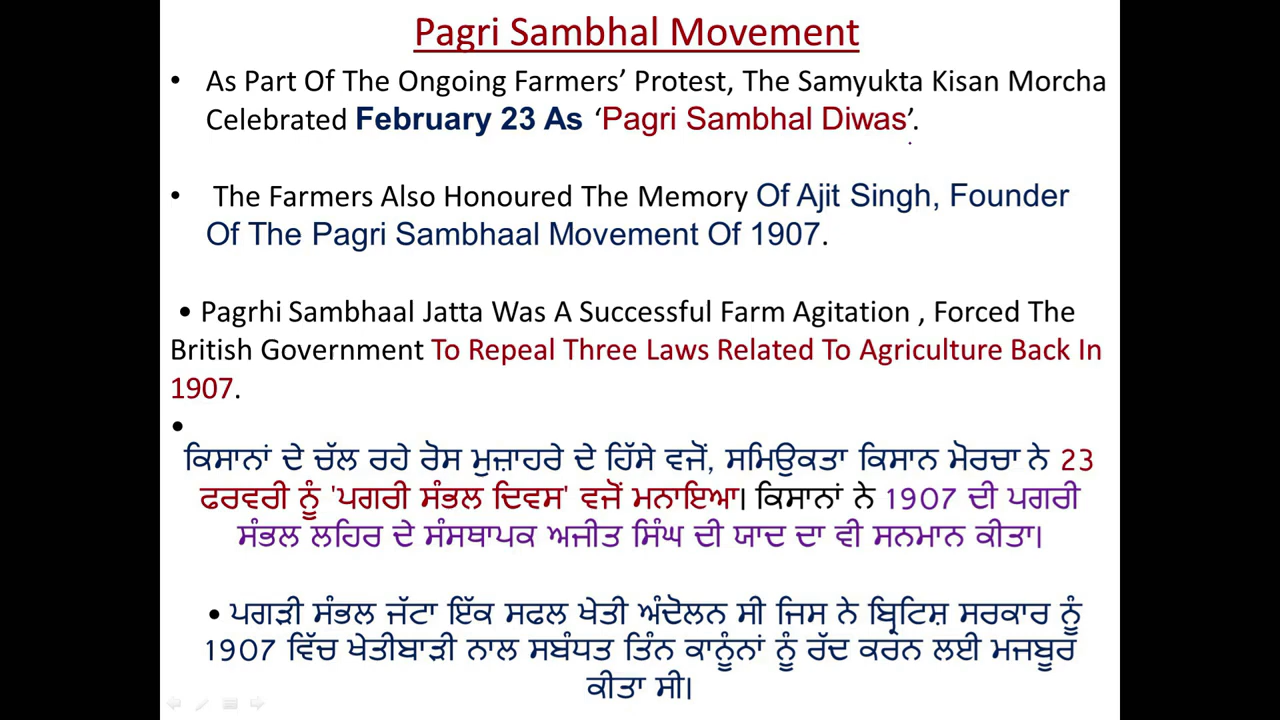 Pagri Sambhal Movement
• As Part Of The Ongoing Farmers’ Protest, The Samyukta Kisan Morcha
Celebrated February 23 As ‘Pagri Sambhal Diwas’.
• The Farmers Also Honoured The Memory Of Ajit Singh, Founder
Of The Pagri Sambhaal Movement Of 1907.
• Pagrhi Sambhaal Jatta Was A Successful Farm Agitation , Forced The
British Government To Repeal Three Laws Related To Agriculture Back In
1907.
•
ਕਿਸਾਨਾਂ ਦੇ ਚੱਲ ਰਹੇ ਰੋਸ ਮੁਜ਼ਾਹਰੇ ਦੇ ਹਿੱਸੇ ਵਜੋਂ, ਸਮਿਉਕਤਾ ਕਿਸਾਨ ਮੋਰਚਾ ਨੇ 23
ਫਰਵਰੀ ਨੂੰ 'ਪਗਰੀ ਸੰਭਲ ਦਿਵਸ' ਵਜੋਂ ਮਨਾਇਆ। ਕਿਸਾਨਾਂ ਨੇ 1907 ਦੀ ਪਗਰੀ
ਸੰਭਲ ਲਹਿਰ ਦੇ ਸੰਸਥਾਪਕ ਅਜੀਤ ਸਿੰਘ ਦੀ ਯਾਦ ਦਾ ਵੀ ਸਨਮਾਨ ਕੀਤਾ।
• ਪਗੜੀ ਸੰਭਲ ਜੱਟਾ ਇੱਕ ਸਫਲ ਖੇਤੀ ਅੰਦੋਲਨ ਸੀ ਜਿਸ ਨੇ ਬ੍ਰਿਟਿਸ਼ ਸਰਕਾਰ ਨੂੰ
1907 ਵਿੱਚ ਖੇਤੀਬਾੜੀ ਨਾਲ ਸਬੰਧਤ ਤਿੰਨ ਕਾਨੂੰਨਾਂ ਨੂੰ ਰੱਦ ਕਰਨ ਲਈ ਮਜਬੂਰ
ਕੀਤਾ ਸੀ।